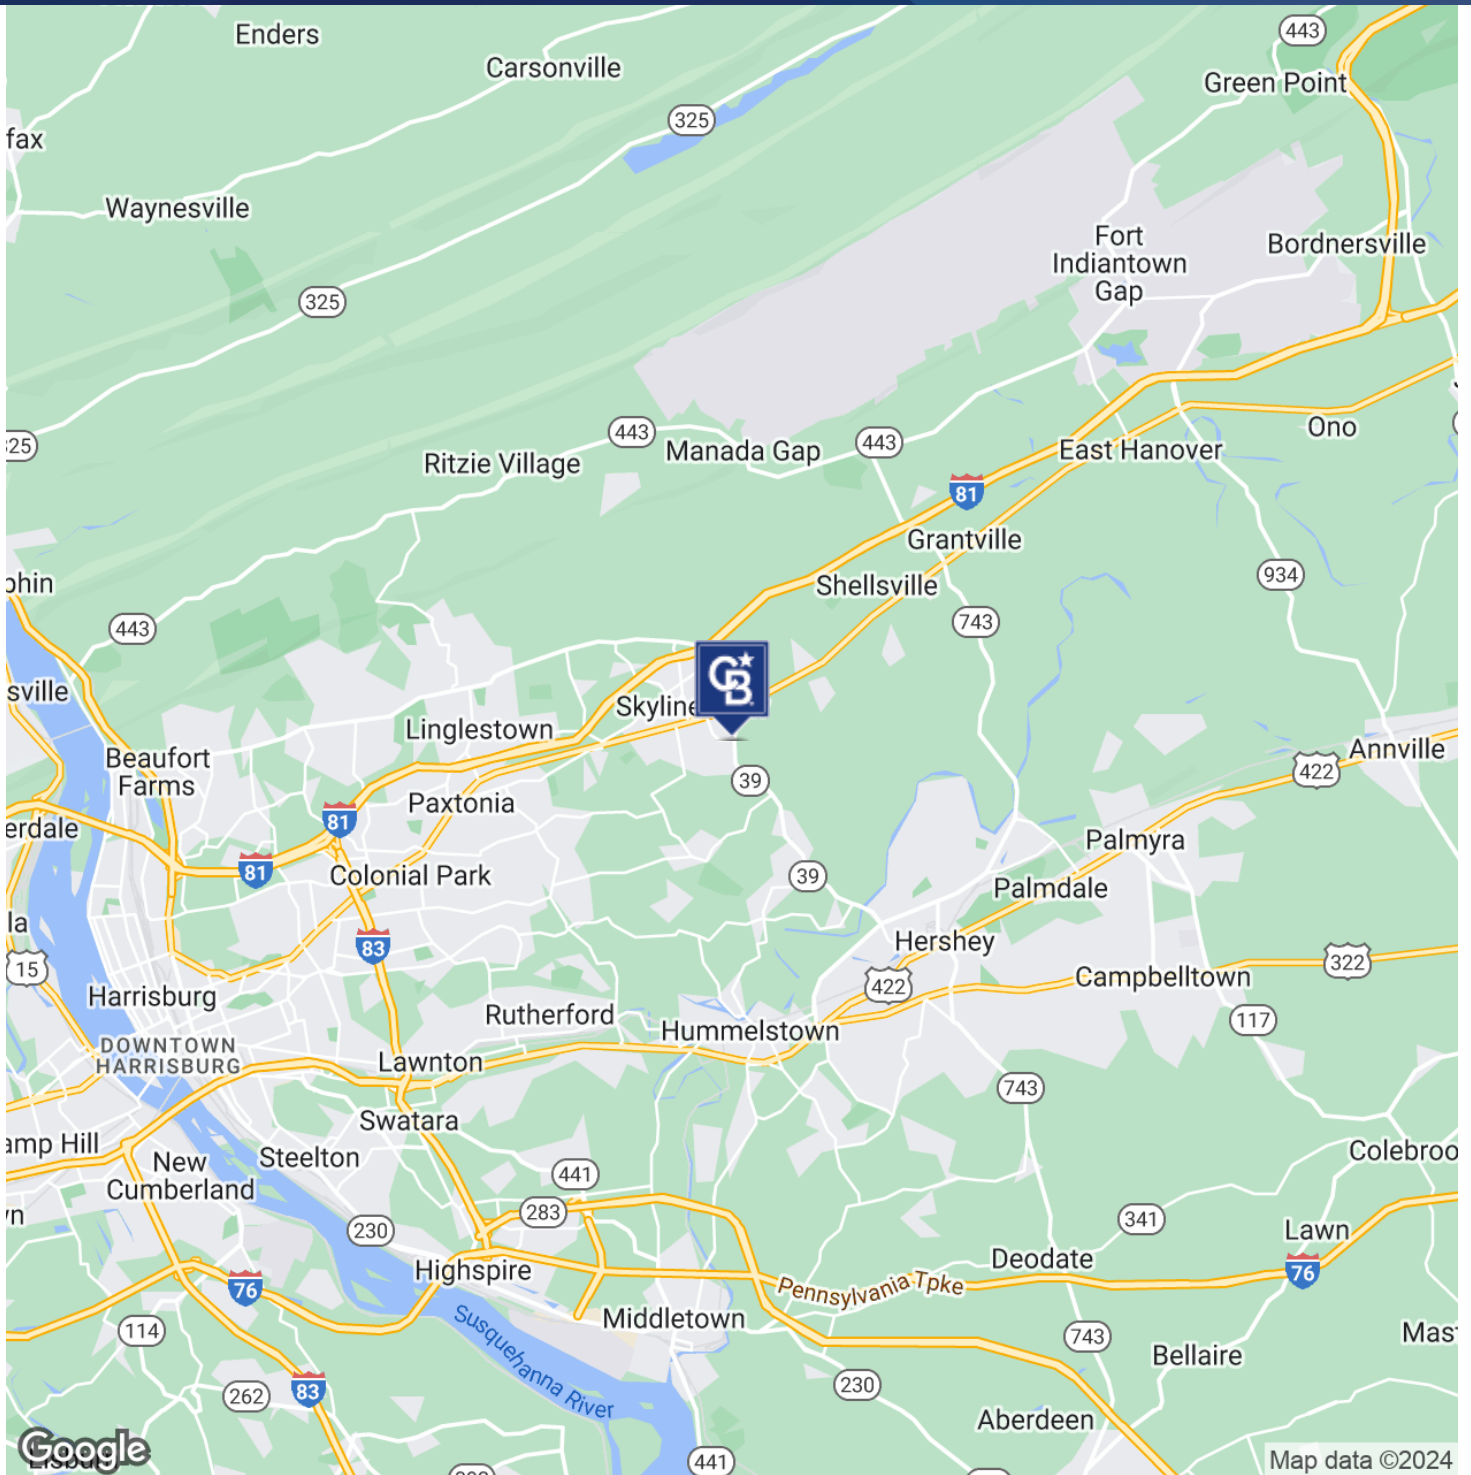 Enders
443
Carsonville
Green Point
325
fax
Waynesville
Fort
Indiantown
Gap
Bordnersville
325
443
Manada Gap
443
Ono
25
Ritzie Village
East Hanover
81
Grantville
934
phin
Shellsville
443
743
CB
sville
Skyline
Linglestown
Annville
Beaufort
Farms
422
39
Paxtonia
81
erdale
Palmyra
81
Colonial Park
39
Palmdale
la
83
Hershey
15
322
Harrisburg
422
Campbelltown
Rutherford
117
Hummelstown
DOWNTOWN
HARRISBURG
Lawnton
743
Swatara
amp Hill
Steelton
Colebroo
New
Cumberland
441
283
341
230
Lawn
Highspire
Deodate
76
76
Pennsylvania Tpke
Middletown
114
743
Mast
Susquehanna River
Bellaire
83
262
230
Aberdeen
Google
441
Map data ©2024